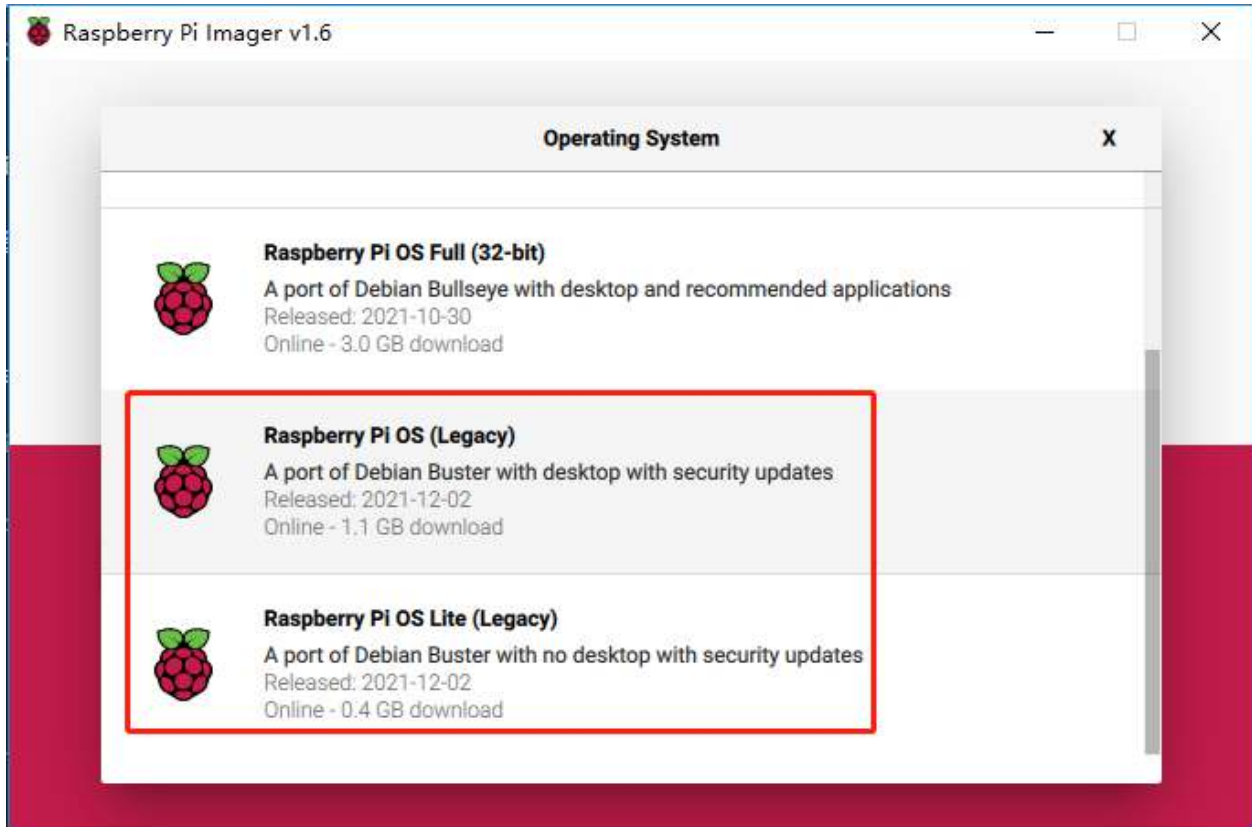 Raspberry Pi Imager v1.6
Operating System
X
Raspberry Pi OS Full (32-bit)
A port of Debian Bullseye with desktop and recommended applications
Released: 2021-10-30
Online - 3.0 GB download
Raspberry Pi OS (Legacy)
A port of Debian Buster with desktop with security updates
Released: 2021-12-02
Online - 1.1 GB download
Raspberry Pi OS Lite (Legacy)
A port of Debian Buster with no desktop with security updates
Released: 2021-12-02
Online - 0.4 GB download